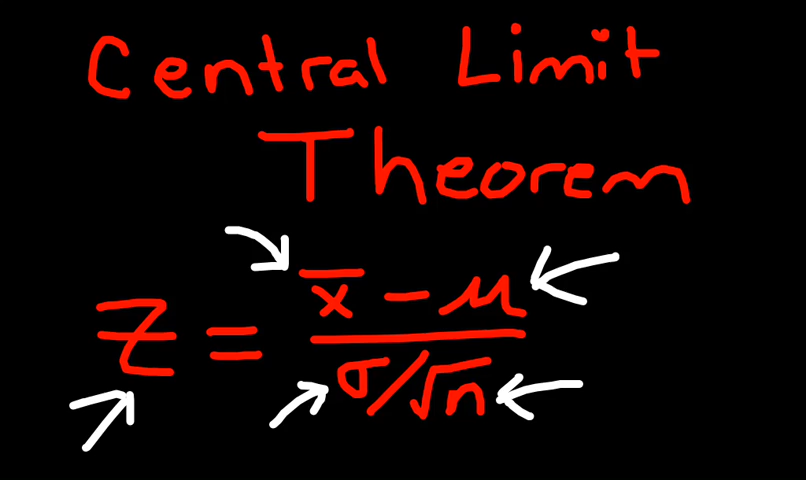 Central Limit
Theorem
Z = x̄ - μ
σ/√n